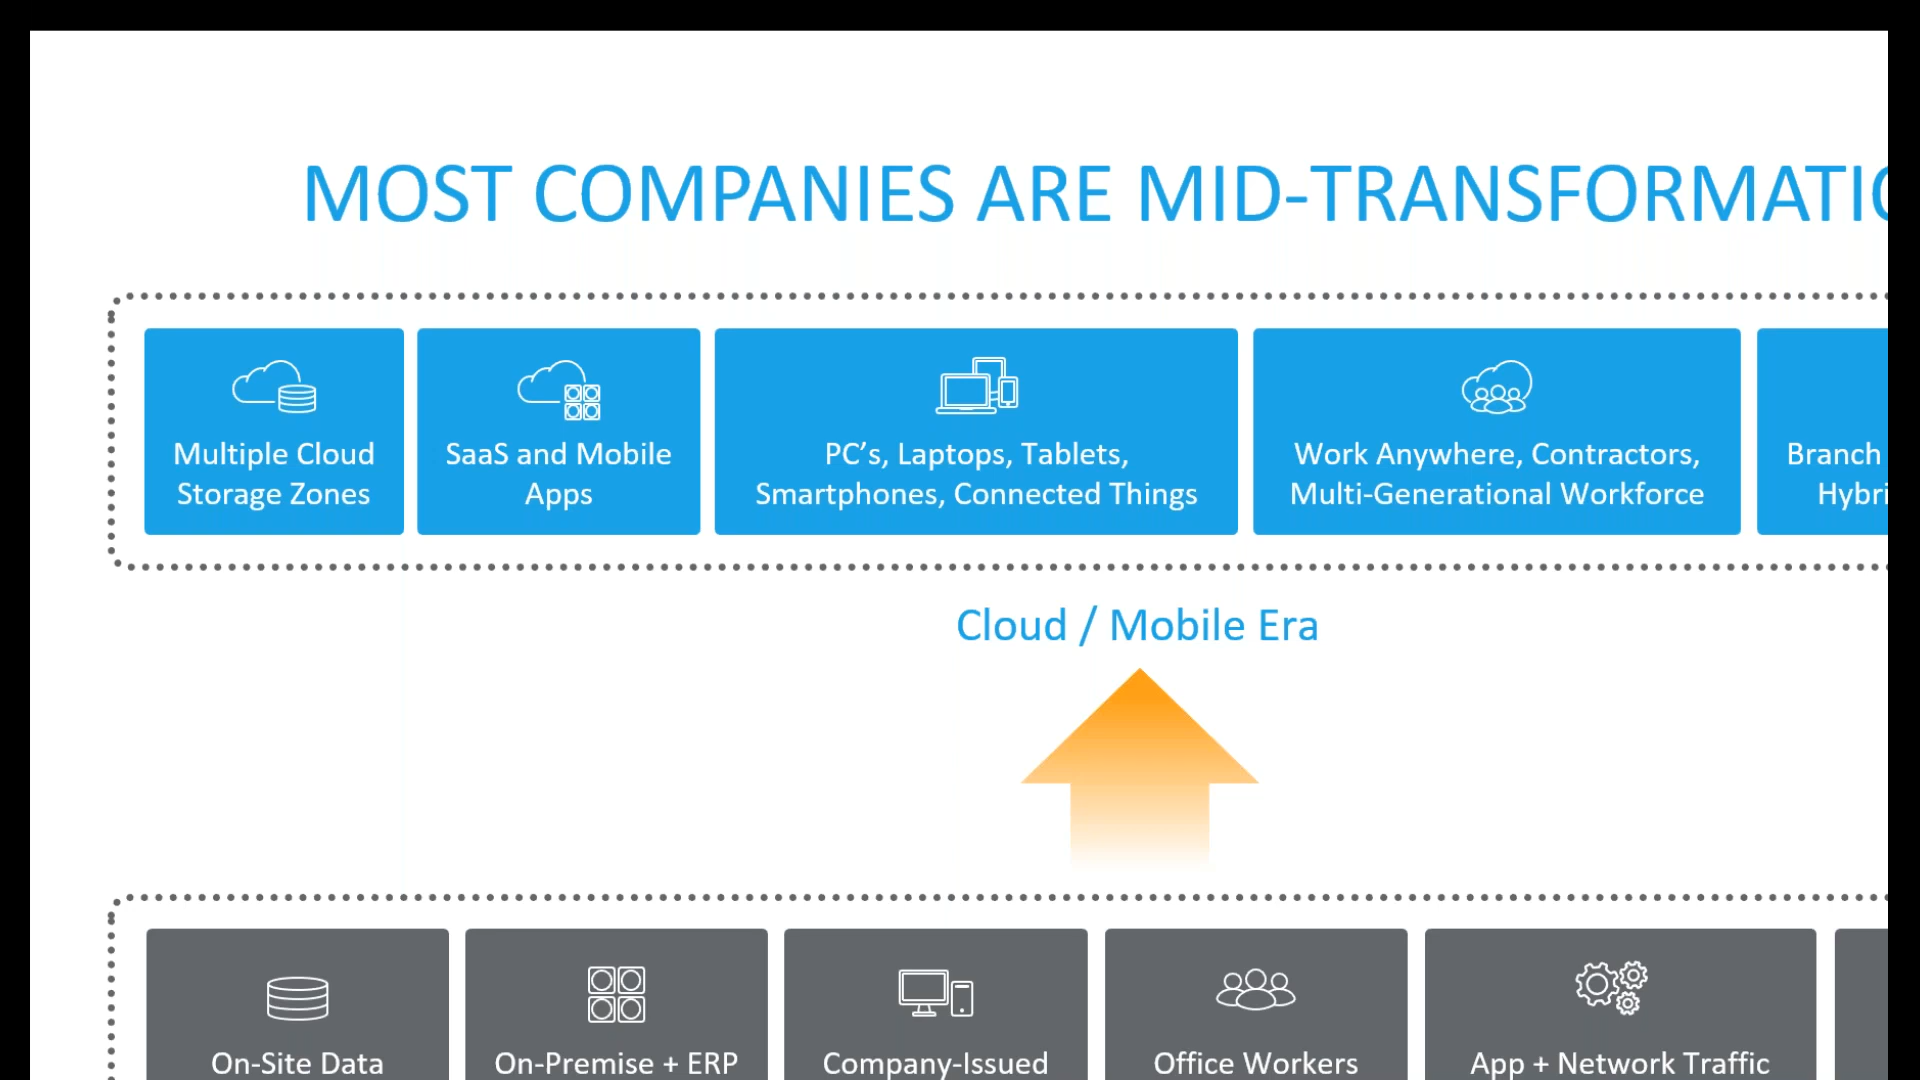 MOST COMPANIES ARE MID-TRANSFORMATIO
Multiple Cloud
Storage Zones
SaaS and Mobile
Apps
PC’s, Laptops, Tablets,
Smartphones, Connected Things
Work Anywhere, Contractors,
Multi-Generational Workforce
Branch
Hybri
Cloud / Mobile Era
On-Site Data
On-Premise + ERP
Company-Issued
Office Workers
App + Network Traffic